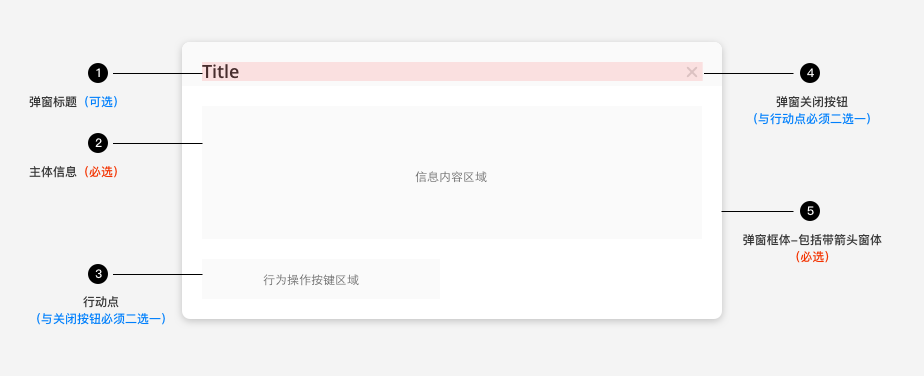 1
Title
4
弹窗标题 (可选)
弹窗关闭按钮
(与行动点必须二选一)
2
主体信息 (必选)
信息内容区域
5
弹窗框体-包括带箭头窗体
(必选)
3
行为操作按键区域
行动点
(与关闭按钮必须二选一)